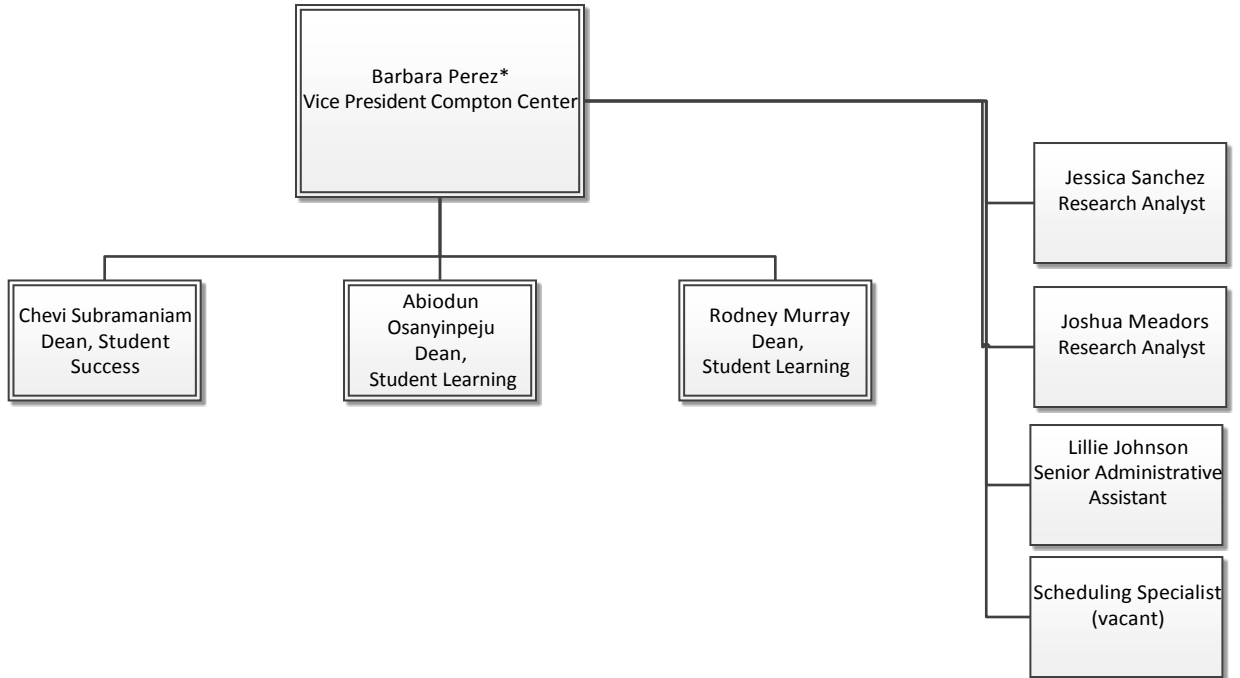 Barbara Perez*
Vice President Compton Center
Jessica Sanchez
Research Analyst
Chevi Subramaniam
Dean, Student
Success
Abiodun
Osanyinpeju
Dean,
Student Learning
Rodney Murray
Dean,
Student Learning
Joshua Meadors
Research Analyst
Lillie Johnson
Senior Administrative
Assistant
Scheduling Specialist
(vacant)